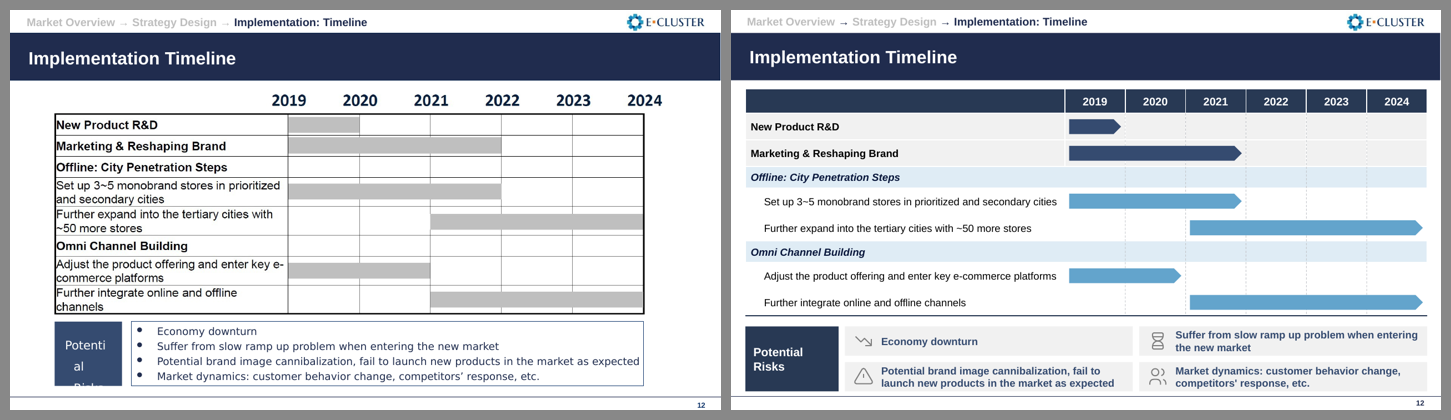 Market Overview → Strategy Design → Implementation: Timeline
E•CLUSTER
Implementation Timeline
2019 2020 2021 2022 2023 2024
New Product R&D
Marketing & Reshaping Brand
Offline: City Penetration Steps
Set up 3~5 monobrand stores in prioritized
and secondary cities
Further expand into the tertiary cities with
~50 more stores
Omni Channel Building
Adjust the product offering and enter key e-
commerce platforms
Further integrate online and offline
channels
Potenti
al
Risks
• Economy downturn
• Suffer from slow ramp up problem when entering the new market
• Potential brand image cannibalization, fail to launch new products in the market as expected
• Market dynamics: customer behavior change, competitors’ response, etc.
12
Market Overview → Strategy Design → Implementation: Timeline
E•CLUSTER
Implementation Timeline
2019 2020 2021 2022 2023 2024
New Product R&D
Marketing & Reshaping Brand
Offline: City Penetration Steps
Set up 3~5 monobrand stores in prioritized and secondary cities
Further expand into the tertiary cities with ~50 more stores
Omni Channel Building
Adjust the product offering and enter key e-commerce platforms
Further integrate online and offline channels
Potential
Risks
Economy downturn
Suffer from slow ramp up problem when entering
the new market
Potential brand image cannibalization, fail to
launch new products in the market as expected
Market dynamics: customer behavior change,
competitors' response, etc.
12